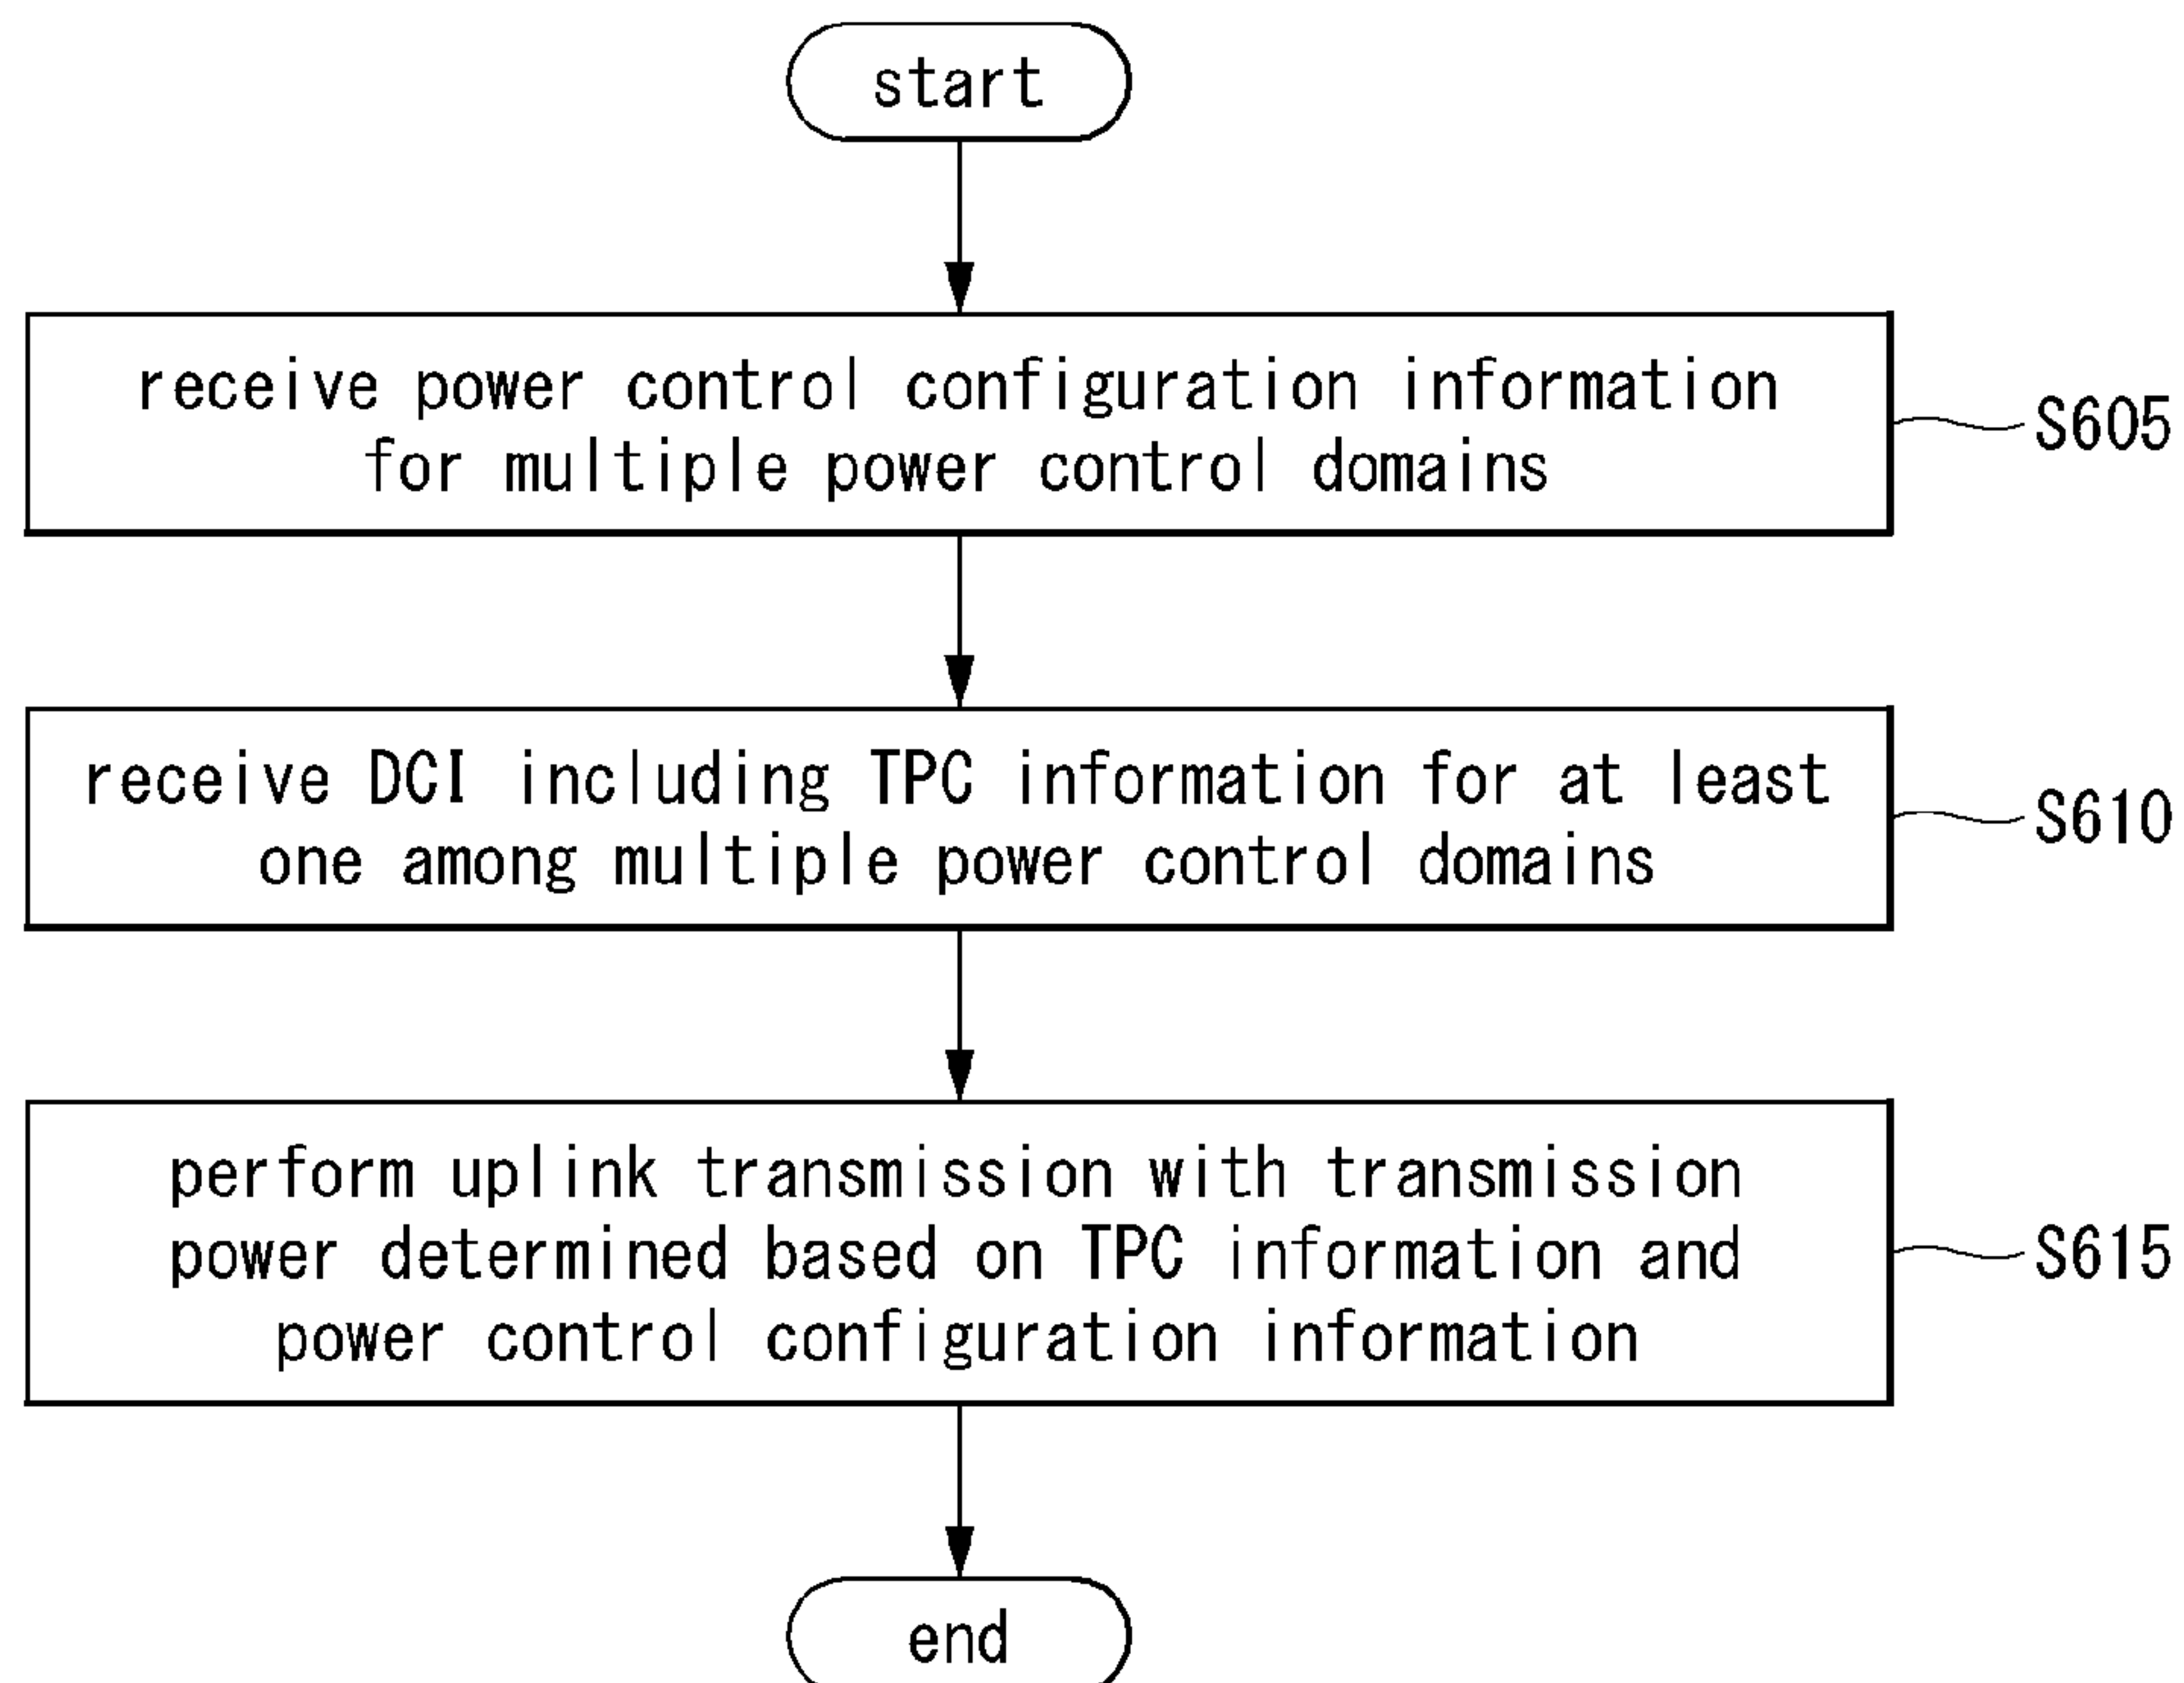 start
receive power control configuration information
for multiple power control domains
S605
receive DCI including TPC information for at least
one among multiple power control domains
S610
perform uplink transmission with transmission
power determined based on TPC information and
power control configuration information
S615
end